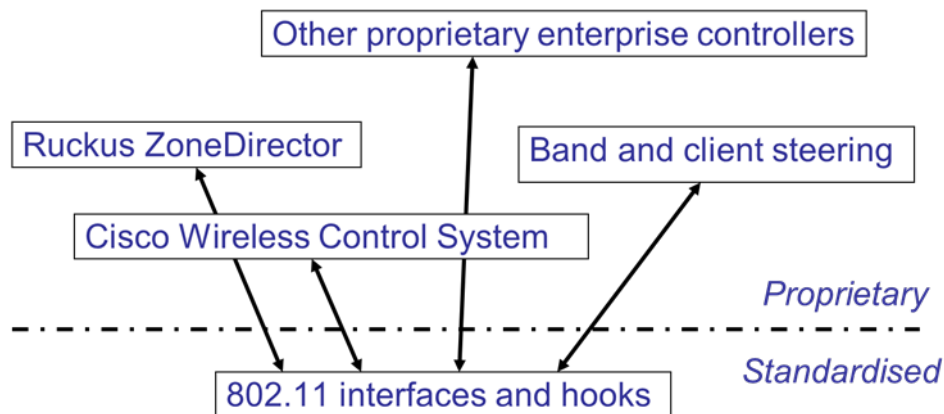 Other proprietary enterprise controllers
Ruckus ZoneDirector
Band and client steering
Cisco Wireless Control System
Proprietary
Standardised
802.11 interfaces and hooks